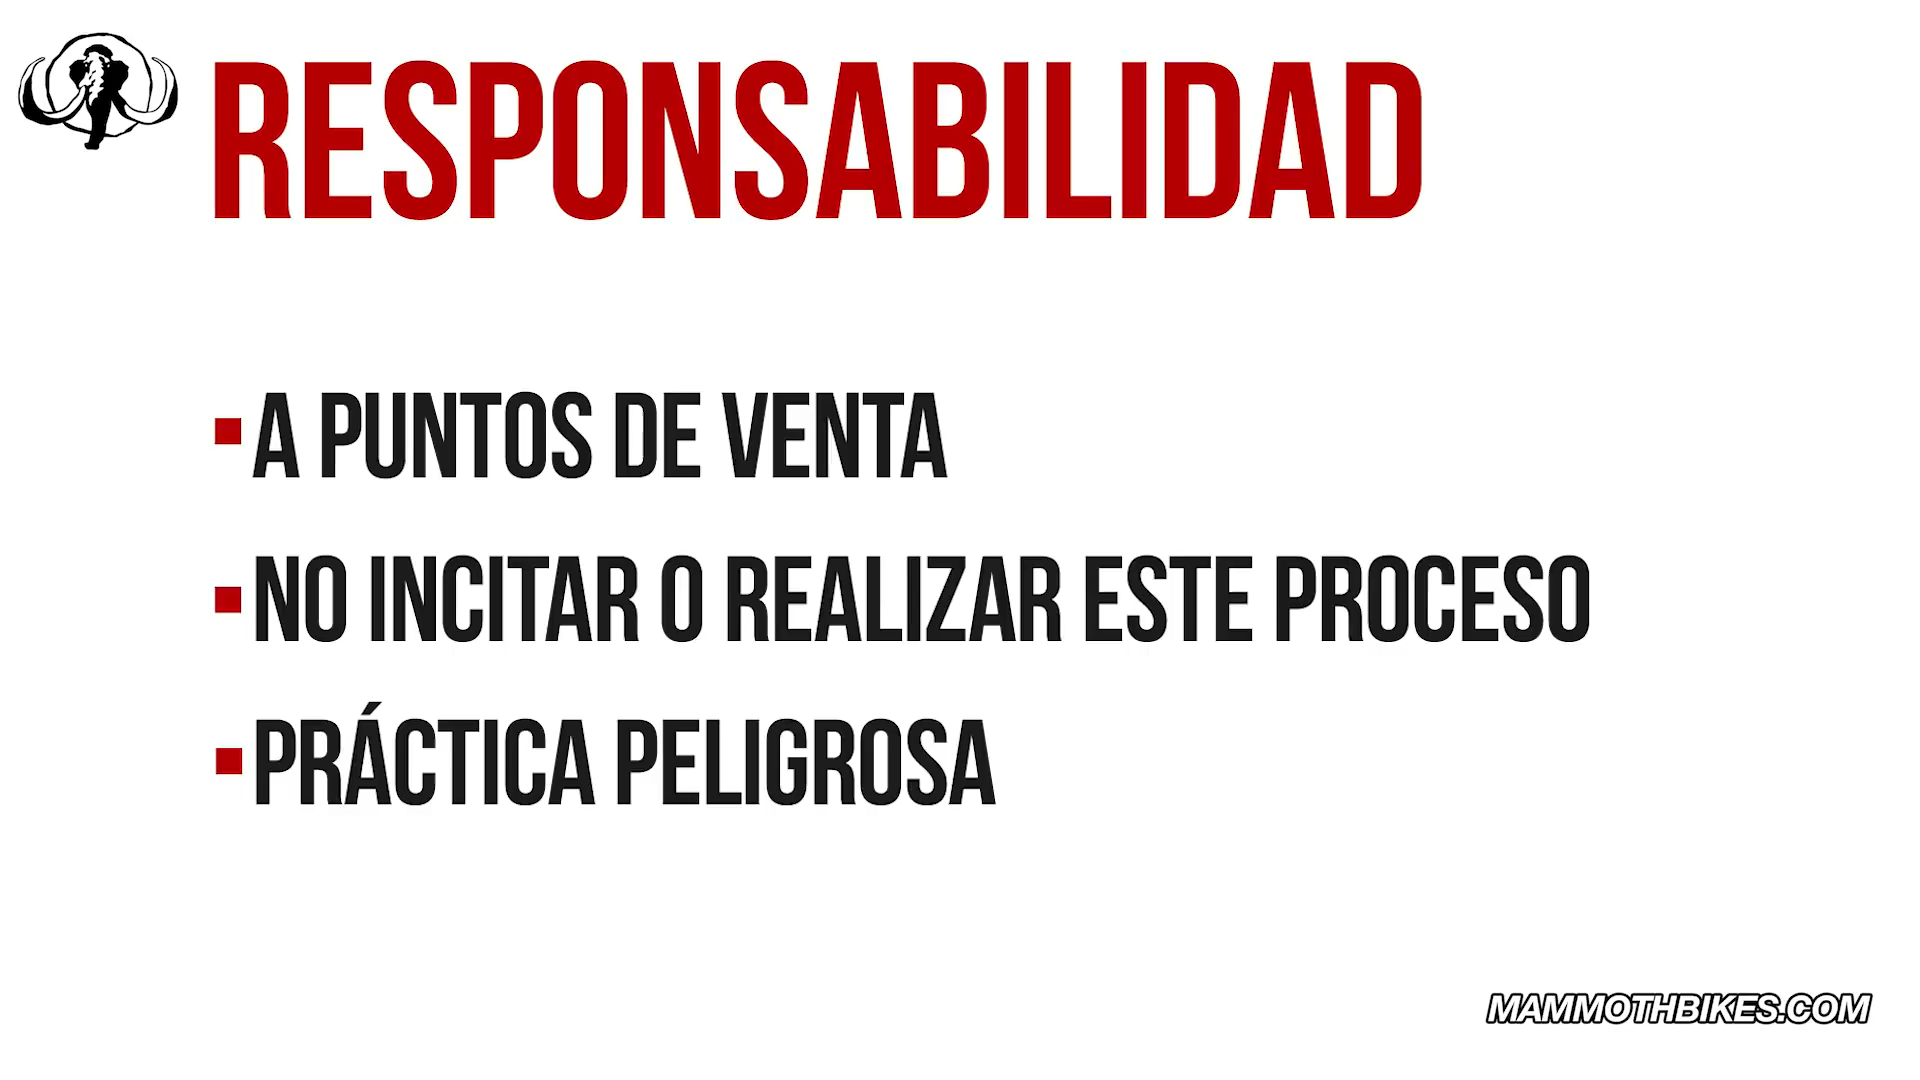 RESPONSABILIDAD
A PUNTOS DE VENTA
NO INCITAR O REALIZAR ESTE PROCESO
PRÁCTICA PELIGROSA
MAMMOTHBIKES.COM